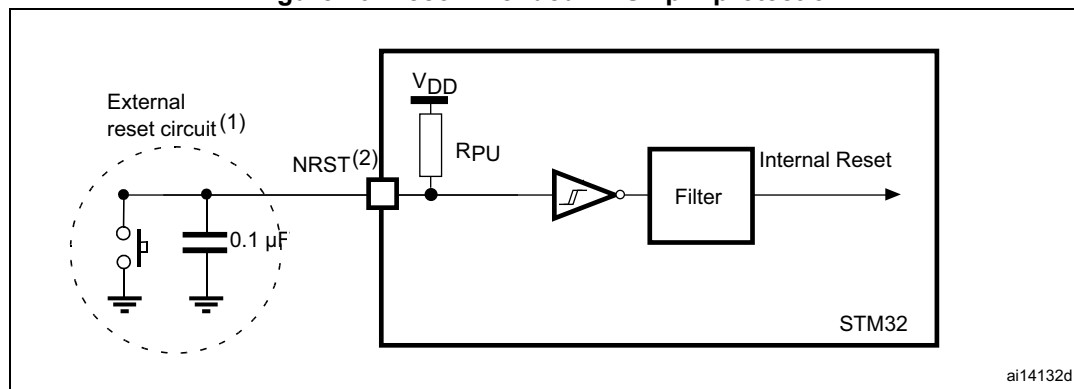 External
reset circuit(1)
VDD
NRST(2)
RPU
Internal Reset
Filter
0.1 µF
STM32
ai14132d